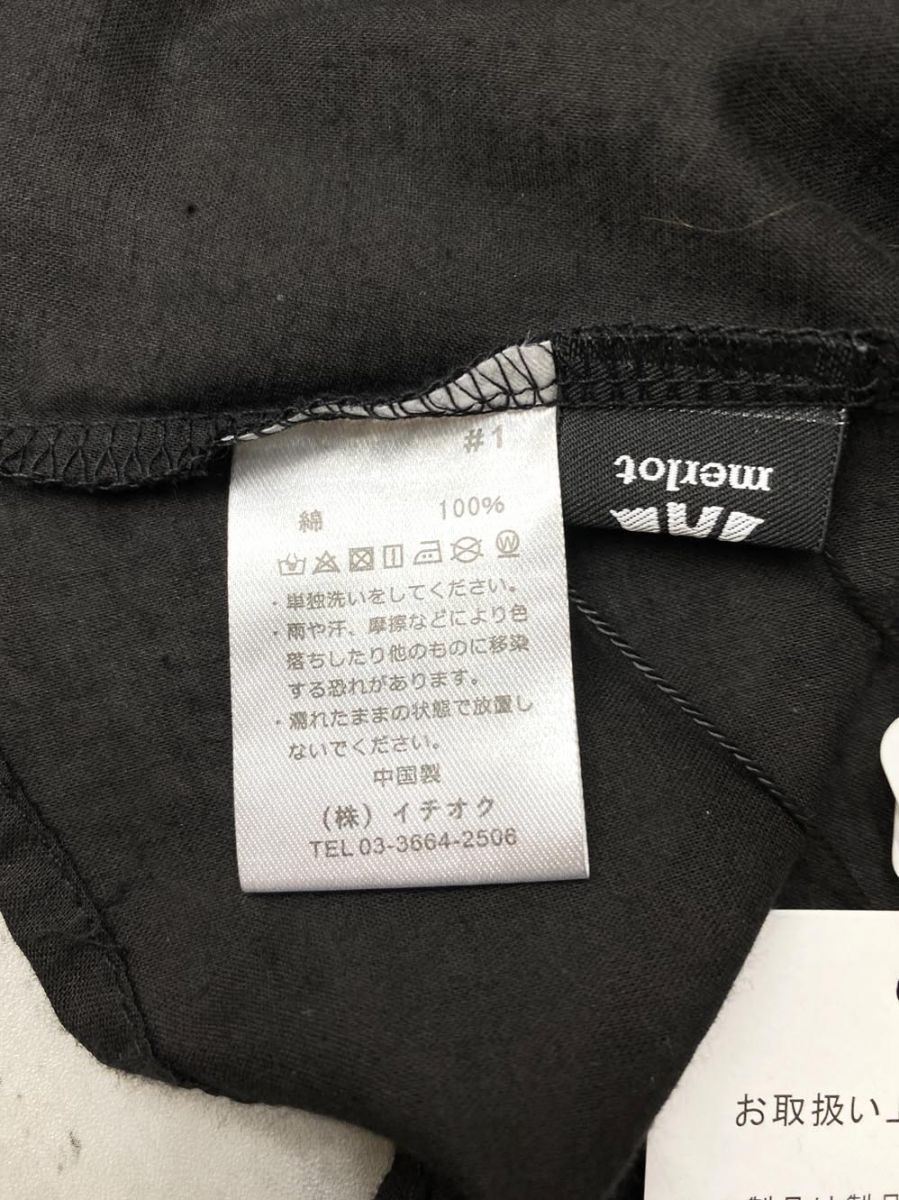 #1
綿 100%
W
・単独洗いをしてください。
・雨や汗、摩擦などにより色
落ちしたり他のものに移染
する恐れがあります。
・濡れたままの状態で放置し
ないでください。
中国製
(株) イチオク
TEL 03-3664-2506
merlot
お取扱い上